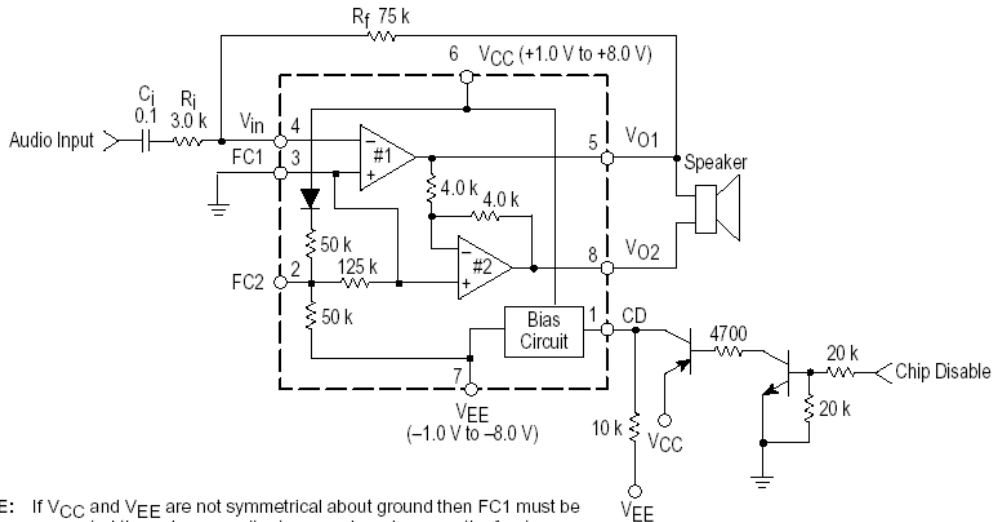 Rf 75 k
6 VCC (+1.0 V to +8.0 V)
Ci
0.1
Ri
3.0 k
Audio Input
Vin
4
FC1
3
#1
5
VO1
Speaker
4.0 k
4.0 k
50 k
FC2
2
125 k
#2
8
VO2
50 k
Bias
Circuit
1
CD
4700
20 k
Chip Disable
20 k
7
VEE
(–1.0 V to –8.0 V)
10 k
VCC
VEE
E: If VCC and VEE are not symmetrical about ground then FC1 must be